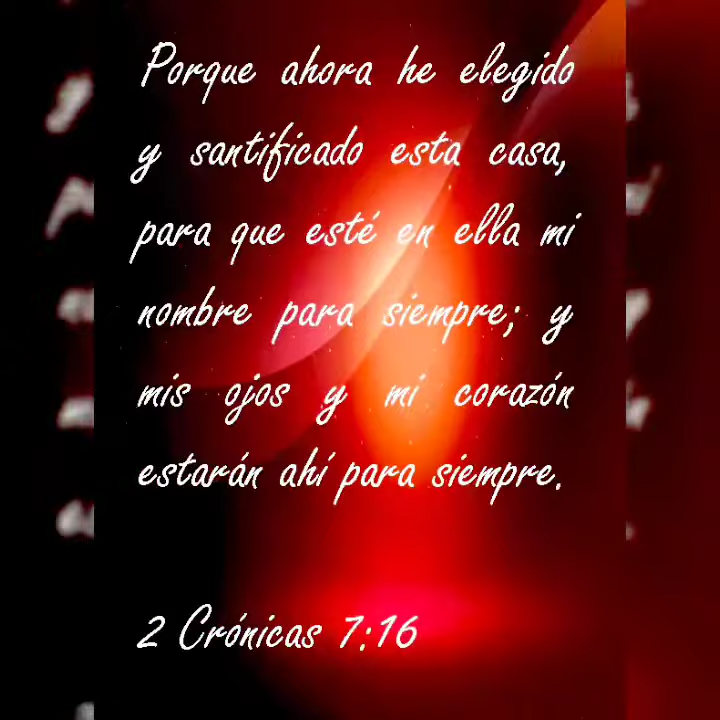 Porque ahora he elegido
y santificado esta casa,
para que esté en ella mi
nombre para siempre; y
mis ojos y mi corazón
estarán ahí para siempre.
2 Crónicas 7:16